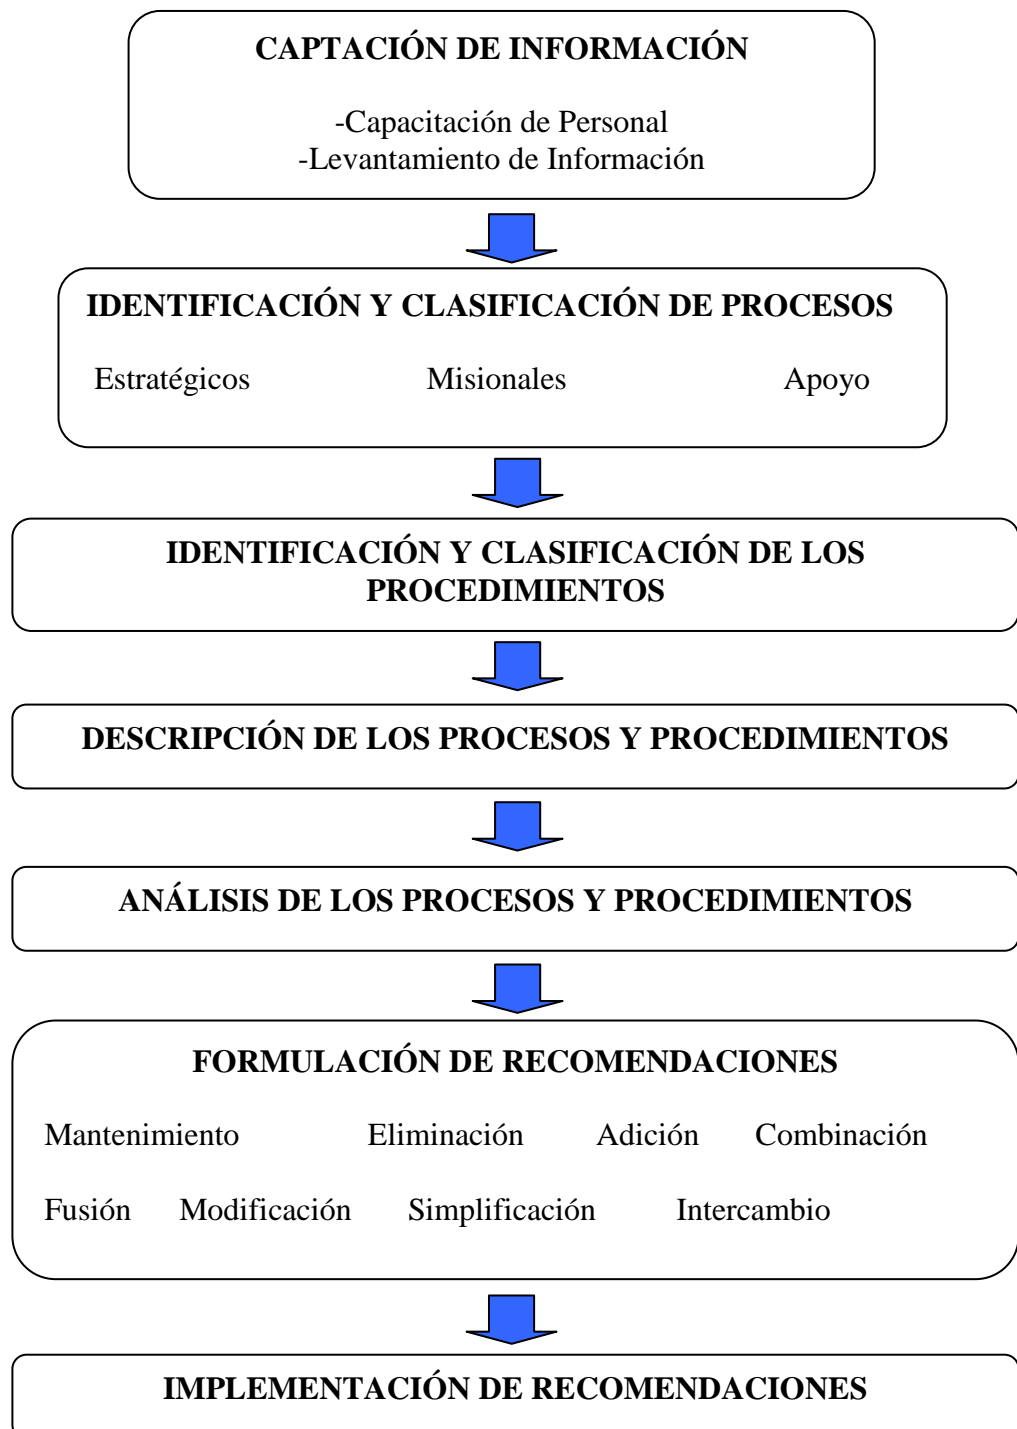 CAPTACIÓN DE INFORMACIÓN
-Capacitación de Personal
-Levantamiento de Información
IDENTIFICACIÓN Y CLASIFICACIÓN DE PROCESOS
Estratégicos Misionales Apoyo
IDENTIFICACIÓN Y CLASIFICACIÓN DE LOS
PROCEDIMIENTOS
DESCRIPCIÓN DE LOS PROCESOS Y PROCEDIMIENTOS
ANÁLISIS DE LOS PROCESOS Y PROCEDIMIENTOS
FORMULACIÓN DE RECOMENDACIONES
Mantenimiento Eliminación Adición Combinación
Fusión Modificación Simplificación Intercambio
IMPLEMENTACIÓN DE RECOMENDACIONES